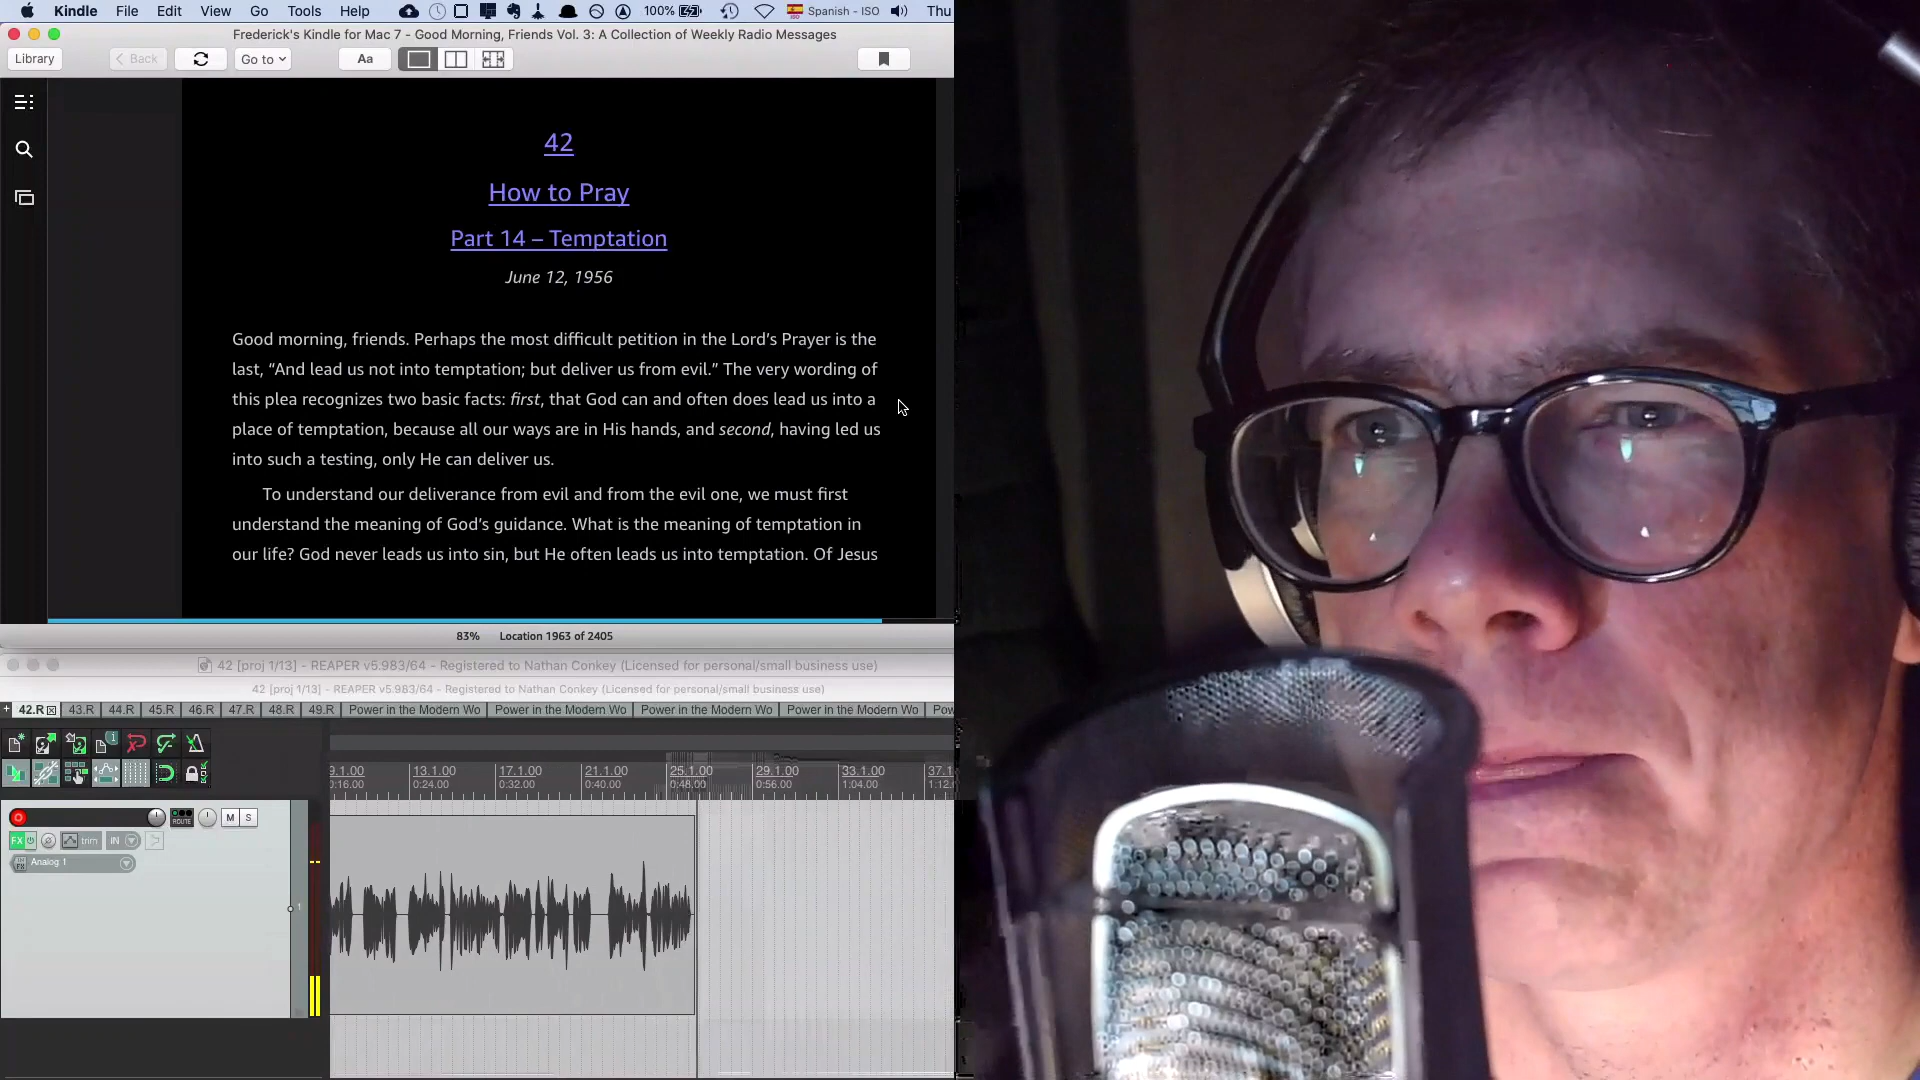 Kindle File Edit View Go Tools Help 100% Spanish - ISO Thu
Frederick's Kindle for Mac 7 - Good Morning, Friends Vol. 3: A Collection of Weekly Radio Messages
Library Back Go to Aa
42
How to Pray
Part 14 – Temptation
June 12, 1956
Good morning, friends. Perhaps the most difficult petition in the Lord's Prayer is the
last, “And lead us not into temptation; but deliver us from evil.” The very wording of
this plea recognizes two basic facts: first, that God can and often does lead us into a
place of temptation, because all our ways are in His hands, and second, having led us
into such a testing, only He can deliver us.
To understand our deliverance from evil and from the evil one, we must first
understand the meaning of God's guidance. What is the meaning of temptation in
our life? God never leads us into sin, but He often leads us into temptation. Of Jesus
83% Location 1963 of 2405
42 [proj 1/13] - REAPER v5.983/64 - Registered to Nathan Conkey (Licensed for personal/small business use)
42 [proj 1/13] - REAPER v5.983/64 - Registered to Nathan Conkey (Licensed for personal/small business use)
+ 42.R 43.R 44.R 45.R 46.R 47.R 48.R 49.R Power in the Modern Wo Power in the Modern Wo Power in the Modern Wo Power in the Modern Wo Pow
9.1.00 13.1.00 17.1.00 21.1.00 25.1.00 29.1.00 33.1.00 37.1
0:16.00 0:24.00 0:32.00 0:40.00 0:48.00 0:56.00 1:04.00 1:12.0
ROUTE M S
FX trim IN
Analog 1
1